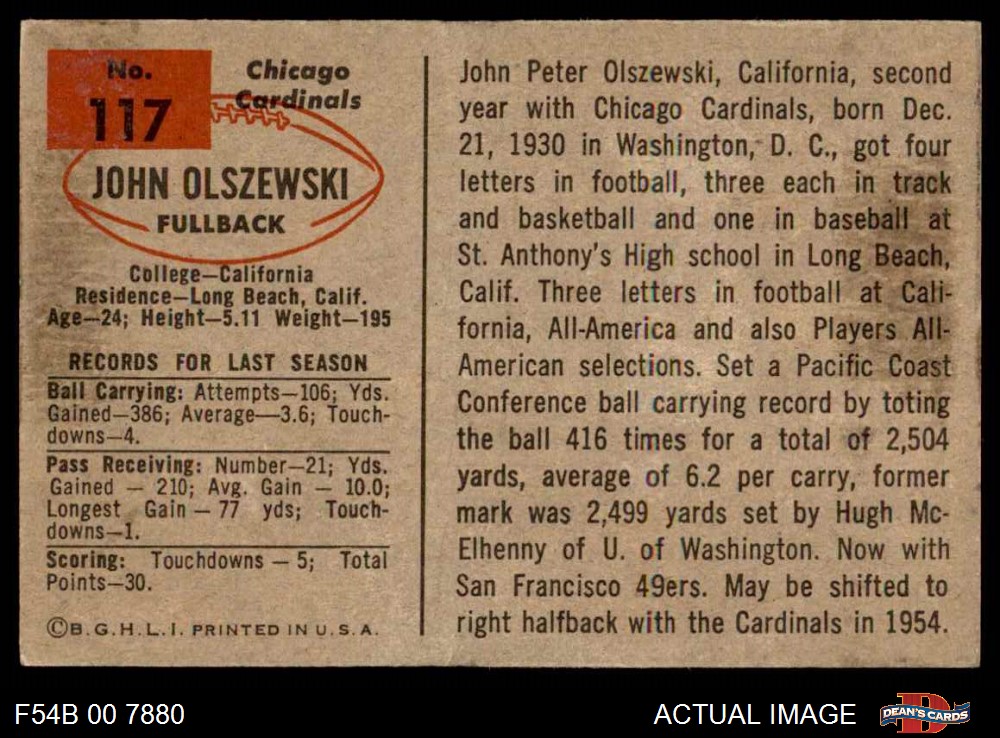 No.
117
Chicago
Cardinals
JOHN OLSZEWSKI
FULLBACK
College—California
Residence—Long Beach, Calif.
Age—24; Height—5.11 Weight—195
RECORDS FOR LAST SEASON
Ball Carrying: Attempts—106; Yds.
Gained—386; Average—3.6; Touch-
downs—4.
Pass Receiving: Number—21; Yds.
Gained — 210; Avg. Gain — 10.0;
Longest Gain — 77 yds; Touch-
downs—1.
Scoring: Touchdowns — 5; Total
Points—30.
©B.G.H.L.I. PRINTED IN U.S.A.
John Peter Olszewski, California, second
year with Chicago Cardinals, born Dec.
21, 1930 in Washington, D. C., got four
letters in football, three each in track
and basketball and one in baseball at
St. Anthony's High school in Long Beach,
Calif. Three letters in football at Cali-
fornia, All-America and also Players All-
American selections. Set a Pacific Coast
Conference ball carrying record by toting
the ball 416 times for a total of 2,504
yards, average of 6.2 per carry, former
mark was 2,499 yards set by Hugh Mc-
Elhenny of U. of Washington. Now with
San Francisco 49ers. May be shifted to
right halfback with the Cardinals in 1954.
F54B 00 7880
ACTUAL IMAGE
DEAN'S CARDS